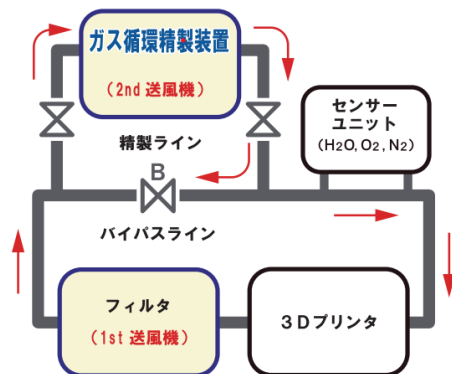 ガス循環精製装置
（2nd 送風機）
センサー
ユニット
（H2O, O2 , N2）
精製ライン
B
バイパスライン
フィルタ
（1st 送風機）
３Ｄプリンタ